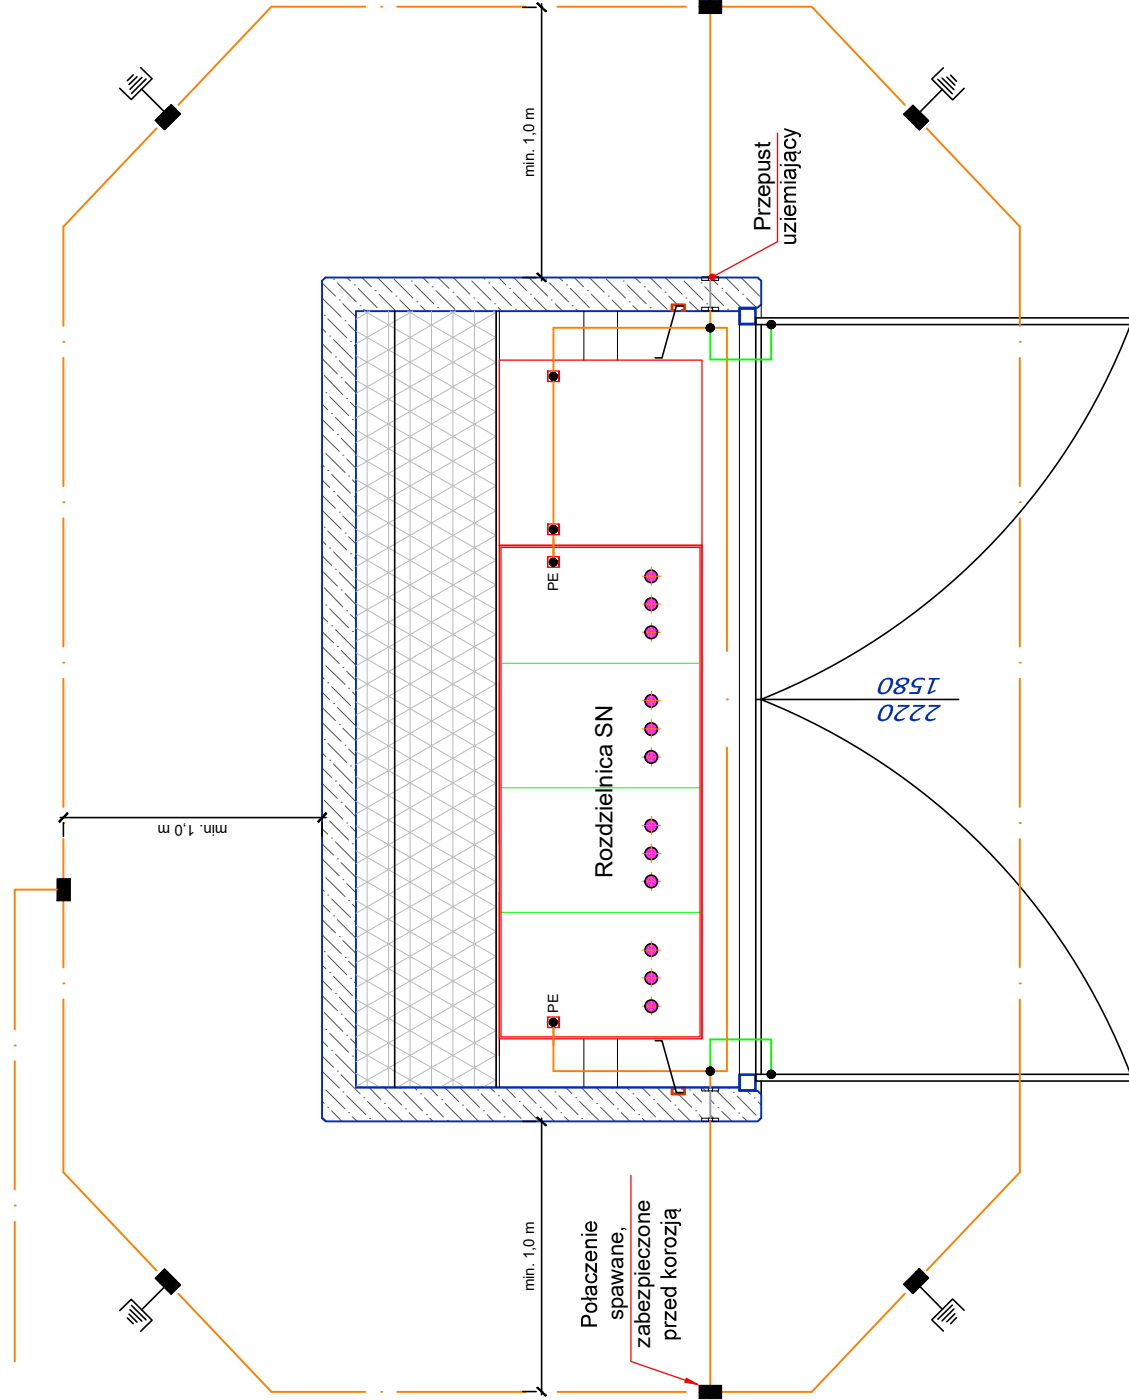 min. 1,0 m
Przepust
uziemiający
PE
1580
2220
Rozdzielnica SN
min. 1,0 m
PE
min. 1,0 m
Połaczenie
spawane,
zabezpieczone
przed korozją